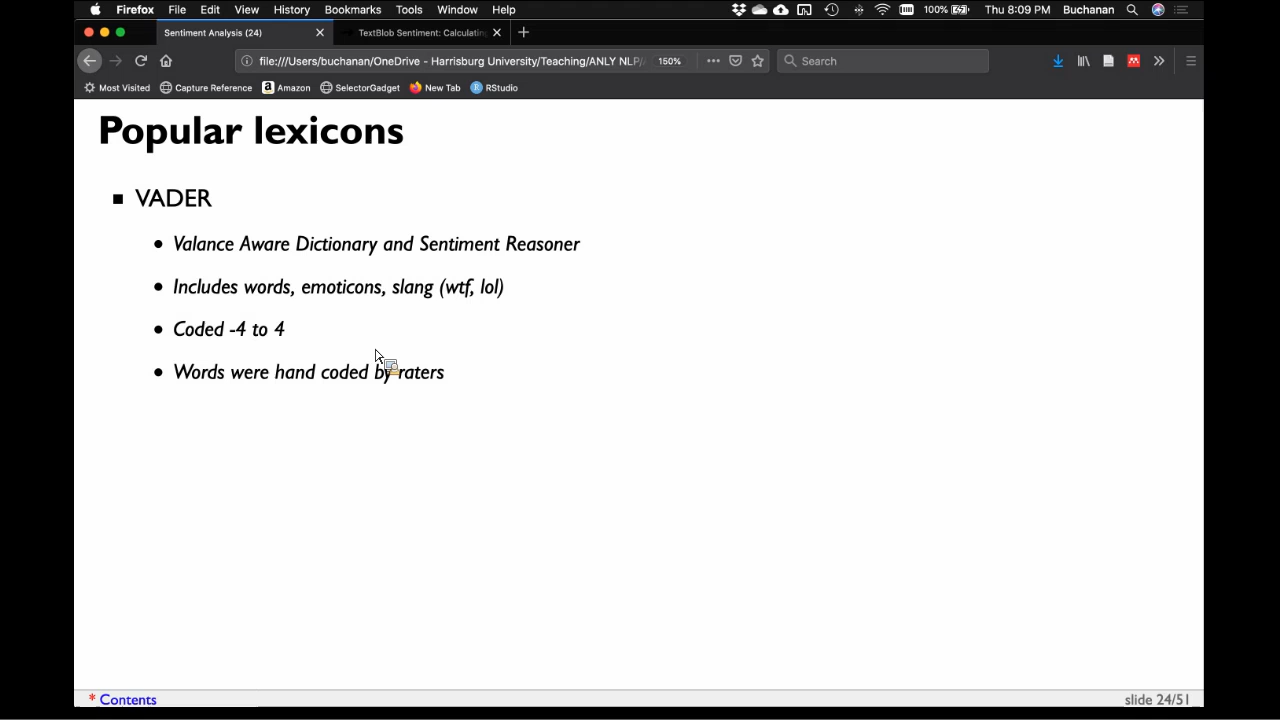 Firefox File Edit View History Bookmarks Tools Window Help 100% Thu 8:09 PM Buchanan
Sentiment Analysis (24) TextBlob Sentiment: Calculating
file:///Users/buchanan/OneDrive - Harrisburg University/Teaching/ANLY NLP/ 150% Search
Most Visited Capture Reference Amazon SelectorGadget New Tab RStudio
Popular lexicons
VADER
Valance Aware Dictionary and Sentiment Reasoner
Includes words, emoticons, slang (wtf, lol)
Coded -4 to 4
Words were hand coded by raters
* Contents slide 24/51